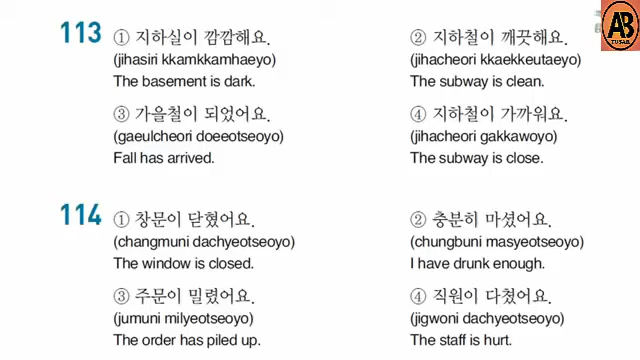 113
① 지하실이 깜깜해요.
(jihasiri kkamkkamhaeyo)
The basement is dark.
② 지하철이 깨끗해요.
(jihacheori kkaekkeutaeyo)
The subway is clean.
③ 가을철이 되었어요.
(gaeulcheori doeeotseoyo)
Fall has arrived.
④ 지하철이 가까워요.
(jihacheori gakkawoyo)
The subway is close.
114
① 창문이 닫혔어요.
(changmuni dachyeotseoyo)
The window is closed.
② 충분히 마셨어요.
(chungbuni masyeotseoyo)
I have drunk enough.
③ 주문이 밀렸어요.
(jumuni milyeotseoyo)
The order has piled up.
④ 직원이 다쳤어요.
(jigwoni dachyeotseoyo)
The staff is hurt.
AB